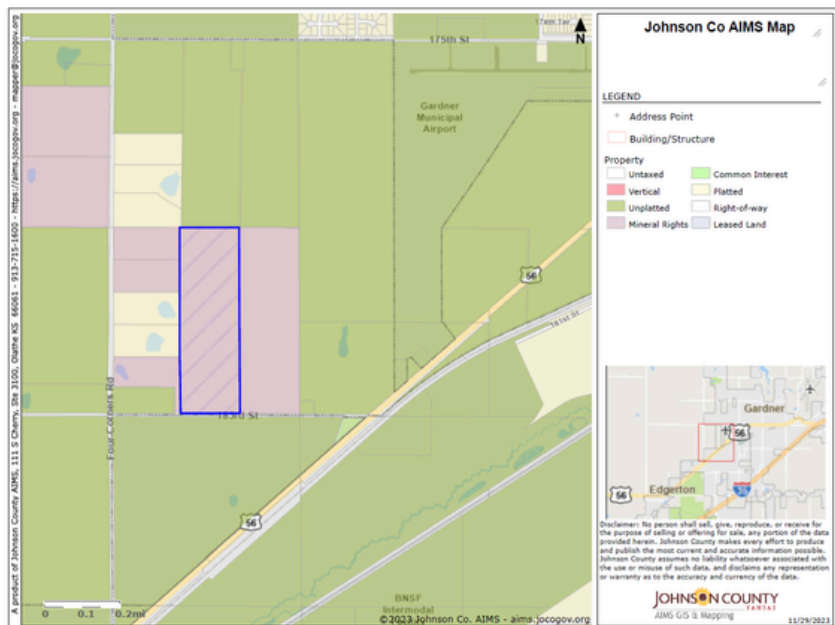 A product of Johnson County AIMS, 111 S Cherry, Ste 3100, Olathe KS 66061 - 913-715-1600 - https://aims.jocogov.org - mapper@jocogov.org
175th St
N
Gardner
Municipal
Airport
56
181st St
Four Corners Rd
183rd St
56
BNSF
Intermodal
0 0.1 0.2mi
©2023 Johnson Co. AIMS - aims.jocogov.org
Johnson Co AIMS Map
LEGEND
Address Point
Building/Structure
Property
Untaxed Common Interest
Vertical Platted
Unplatted Right-of-way
Mineral Rights Leased Land
Gardner
56
56
Edgerton
35
Disclaimer: No person shall sell, give, reproduce, or receive for
the purpose of selling or offering for sale, any portion of the data
provided herein. Johnson County makes every effort to produce
and publish the most current and accurate information possible.
Johnson County assumes no liability whatsoever associated with
the use or misuse of such data, and disclaims any representation
or warranty as to the accuracy and currency of the data.
JOHNSON COUNTY
KANSAS
AIMS GIS & Mapping
11/29/2023